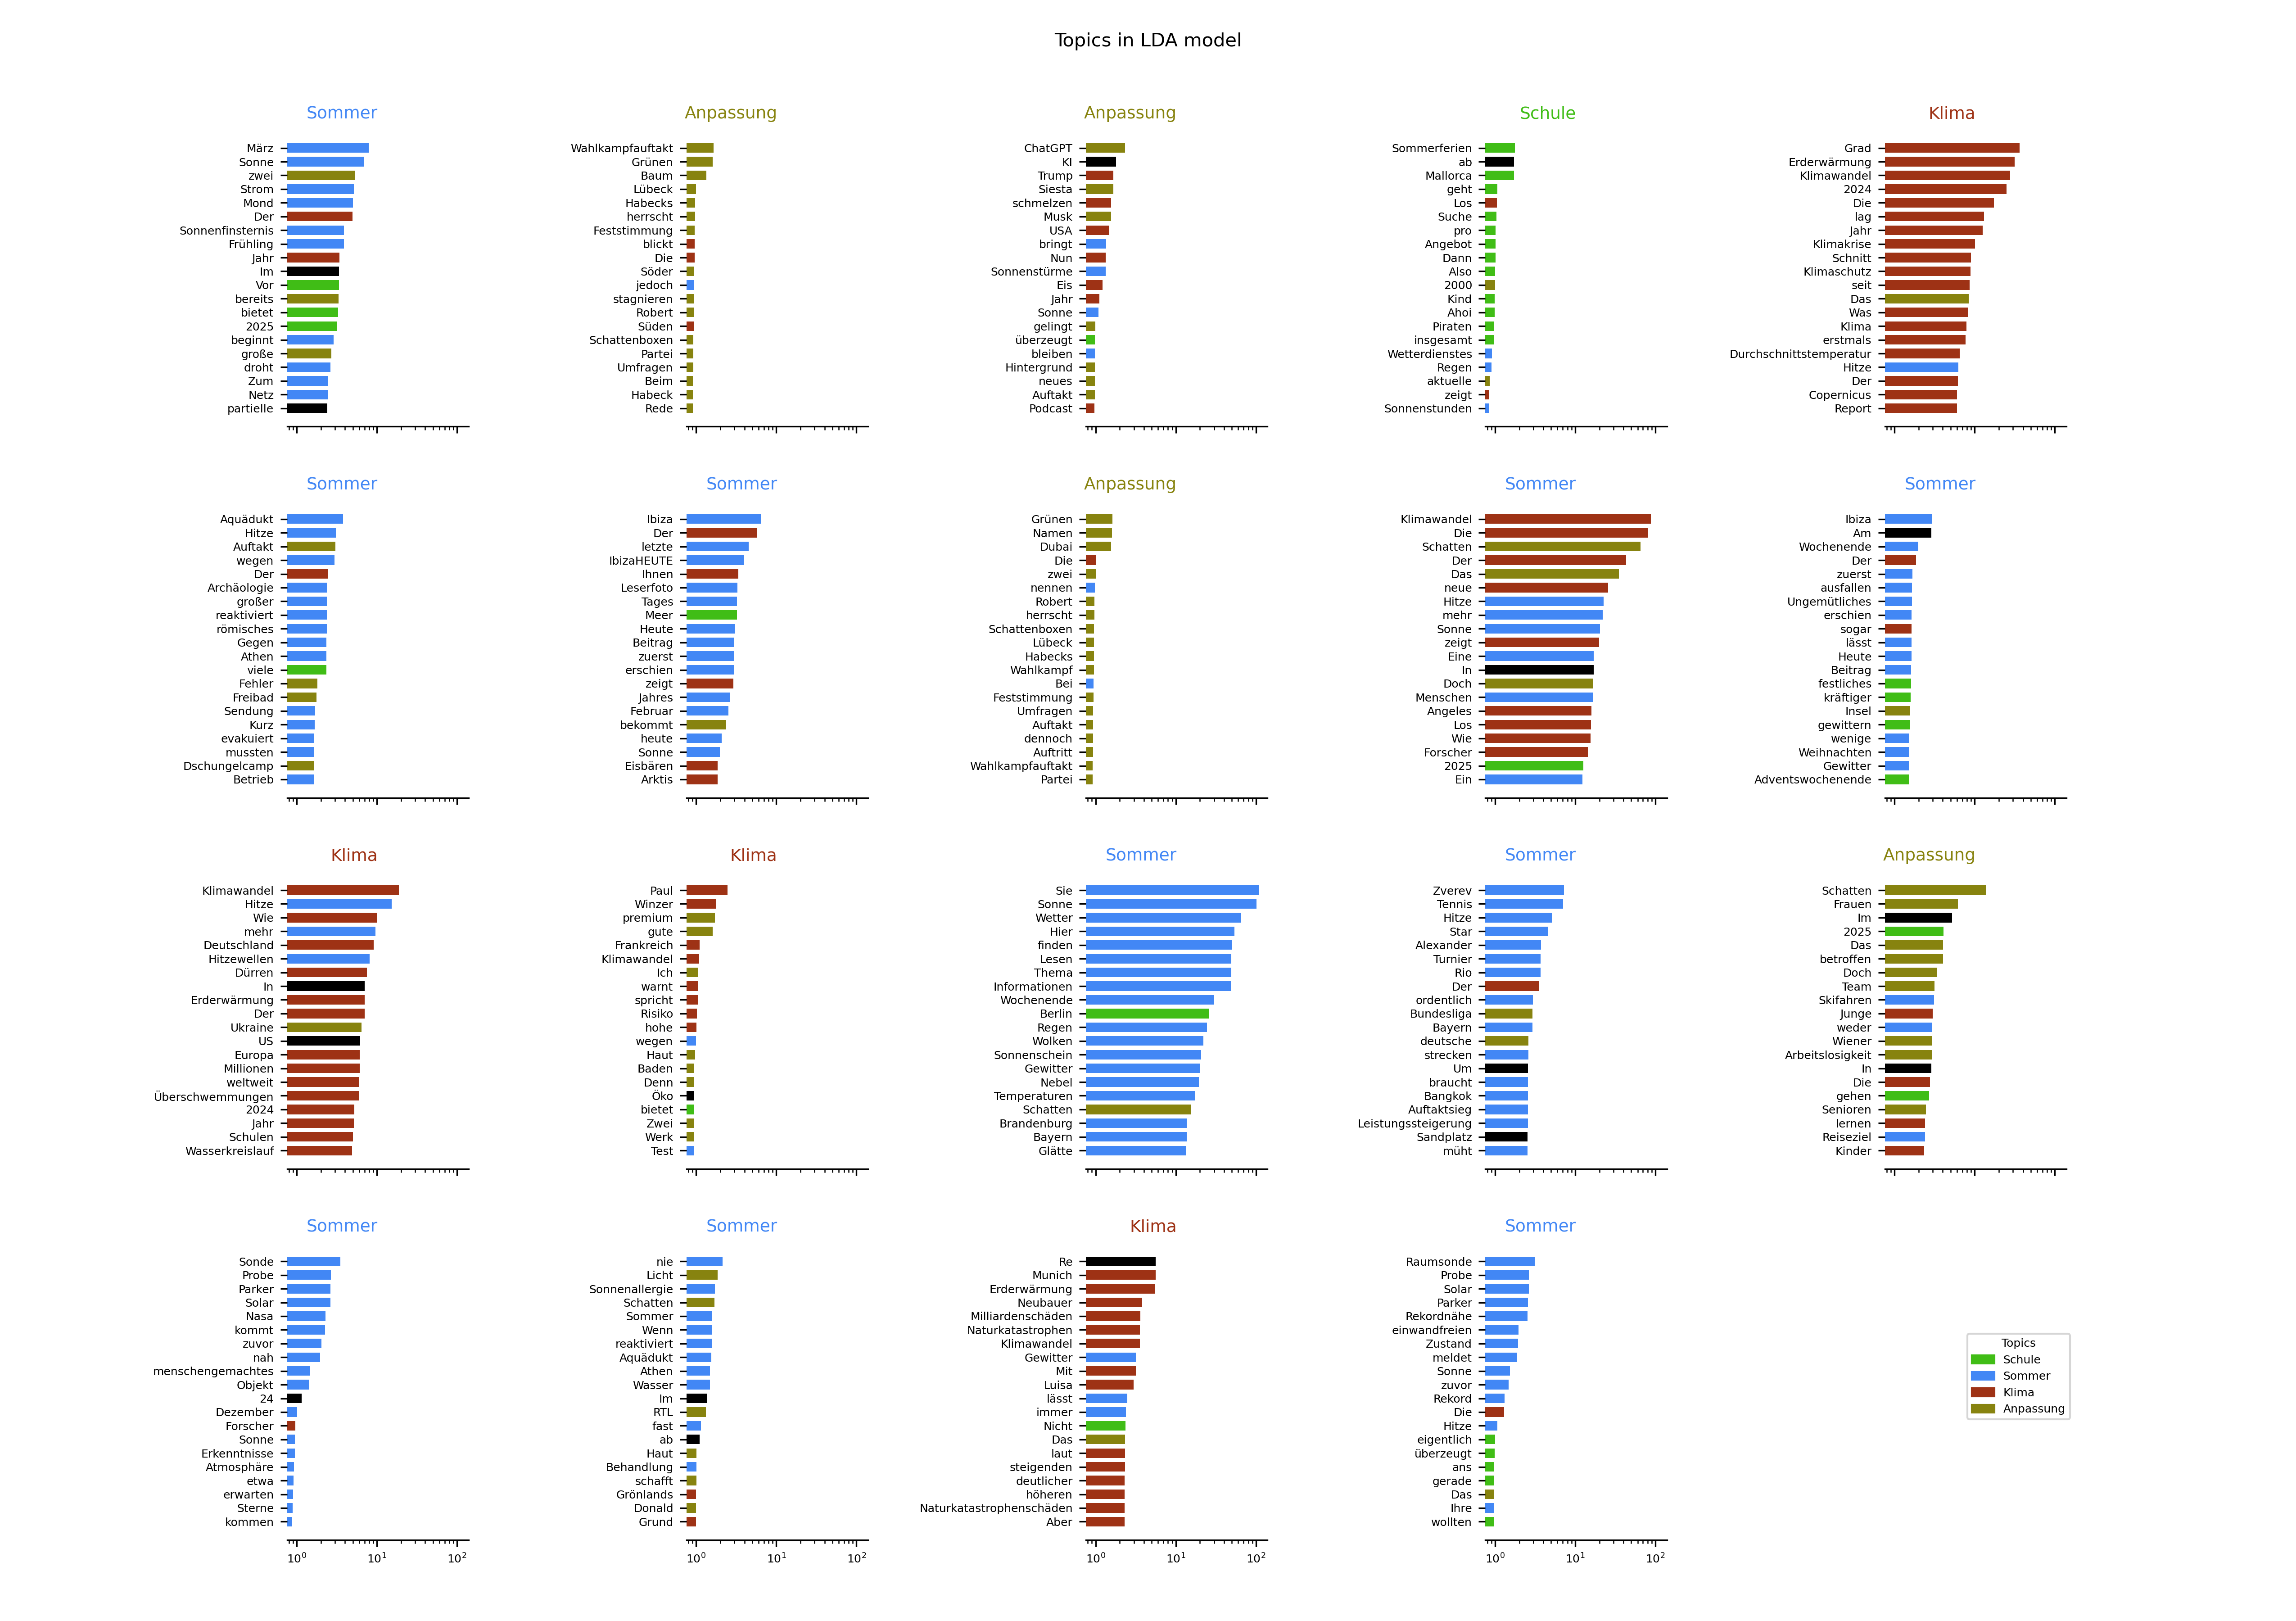 Topics in LDA model
Sommer
März
Sonne
zwei
Strom
Mond
Der
Sonnenfinsternis
Frühling
Jahr
Im
Vor
bereits
bietet
2025
beginnt
große
droht
Zum
Netz
partielle
Anpassung
Wahlkampfauftakt
Grünen
Baum
Lübeck
Habecks
herrscht
Feststimmung
blickt
Die
Söder
jedoch
stagnieren
Robert
Süden
Schattenboxen
Partei
Umfragen
Beim
Habeck
Rede
Anpassung
ChatGPT
KI
Trump
Siesta
schmelzen
Musk
USA
bringt
Nun
Sonnenstürme
Eis
Jahr
Sonne
gelingt
überzeugt
bleiben
Hintergrund
neues
Auftakt
Podcast
Schule
Sommerferien
ab
Mallorca
geht
Los
Suche
pro
Angebot
Dann
Also
2000
Kind
Ahoi
Piraten
insgesamt
Wetterdienstes
Regen
aktuelle
zeigt
Sonnenstunden
Klima
Grad
Erderwärmung
Klimawandel
2024
Die
lag
Jahr
Klimakrise
Schnitt
Klimaschutz
seit
Das
Was
Klima
erstmals
Durchschnittstemperatur
Hitze
Der
Copernicus
Report
Sommer
Aquädukt
Hitze
Auftakt
wegen
Der
Archäologie
großer
reaktiviert
römisches
Gegen
Athen
viele
Fehler
Freibad
Sendung
Kurz
evakuiert
mussten
Dschungelcamp
Betrieb
Sommer
Ibiza
Der
letzte
IbizaHEUTE
Ihnen
Leserfoto
Tages
Meer
Heute
Beitrag
zuerst
erschien
zeigt
Jahres
Februar
bekommt
heute
Sonne
Eisbären
Arktis
Anpassung
Grünen
Namen
Dubai
Die
zwei
nennen
Robert
herrscht
Schattenboxen
Lübeck
Habecks
Wahlkampf
Bei
Feststimmung
Umfragen
Auftakt
dennoch
Auftritt
Wahlkampfauftakt
Partei
Sommer
Klimawandel
Die
Schatten
Der
Das
neue
Hitze
mehr
Sonne
zeigt
Eine
In
Doch
Menschen
Angeles
Los
Wie
Forscher
2025
Ein
Sommer
Ibiza
Am
Wochenende
Der
zuerst
ausfallen
Ungemütliches
erschien
sogar
lässt
Heute
Beitrag
festliches
kräftiger
Insel
gewittern
wenige
Weihnachten
Gewitter
Adventswochenende
Klima
Klimawandel
Hitze
Wie
mehr
Deutschland
Hitzewellen
Dürren
In
Erderwärmung
Der
Ukraine
US
Europa
Millionen
weltweit
Überschwemmungen
2024
Jahr
Schulen
Wasserkreislauf
Klima
Paul
Winzer
premium
gute
Frankreich
Klimawandel
Ich
warnt
spricht
Risiko
hohe
wegen
Haut
Baden
Denn
Öko
bietet
Zwei
Werk
Test
Sommer
Sie
Sonne
Wetter
Hier
finden
Lesen
Thema
Informationen
Wochenende
Berlin
Regen
Wolken
Sonnenschein
Gewitter
Nebel
Temperaturen
Schatten
Brandenburg
Bayern
Glätte
Sommer
Zverev
Tennis
Hitze
Star
Alexander
Turnier
Rio
Der
ordentlich
Bundesliga
Bayern
deutsche
strecken
Um
braucht
Bangkok
Auftaktsieg
Leistungssteigerung
Sandplatz
müht
Anpassung
Schatten
Frauen
Im
2025
Das
betroffen
Doch
Team
Skifahren
Junge
weder
Wiener
Arbeitslosigkeit
In
Die
gehen
Senioren
lernen
Reiseziel
Kinder
Sommer
Sonde
Probe
Parker
Solar
Nasa
kommt
zuvor
nah
menschengemachtes
Objekt
24
Dezember
Forscher
Sonne
Erkenntnisse
Atmosphäre
etwa
erwarten
Sterne
kommen
10⁰ 10¹ 10²
Sommer
nie
Licht
Sonnenallergie
Schatten
Sommer
Wenn
reaktiviert
Aquädukt
Athen
Wasser
Im
RTL
fast
ab
Haut
Behandlung
schafft
Grönlands
Donald
Grund
10⁰ 10¹ 10²
Klima
Re
Munich
Erderwärmung
Neubauer
Milliardenschäden
Naturkatastrophen
Klimawandel
Gewitter
Mit
Luisa
lässt
immer
Nicht
Das
laut
steigenden
deutlicher
höheren
Naturkatastrophenschäden
Aber
10⁰ 10¹ 10²
Sommer
Raumsonde
Probe
Solar
Parker
Rekordnähe
einwandfreien
Zustand
meldet
Sonne
zuvor
Rekord
Die
Hitze
eigentlich
überzeugt
ans
gerade
Das
Ihre
wollten
10⁰ 10¹ 10²
Topics
Schule
Sommer
Klima
Anpassung